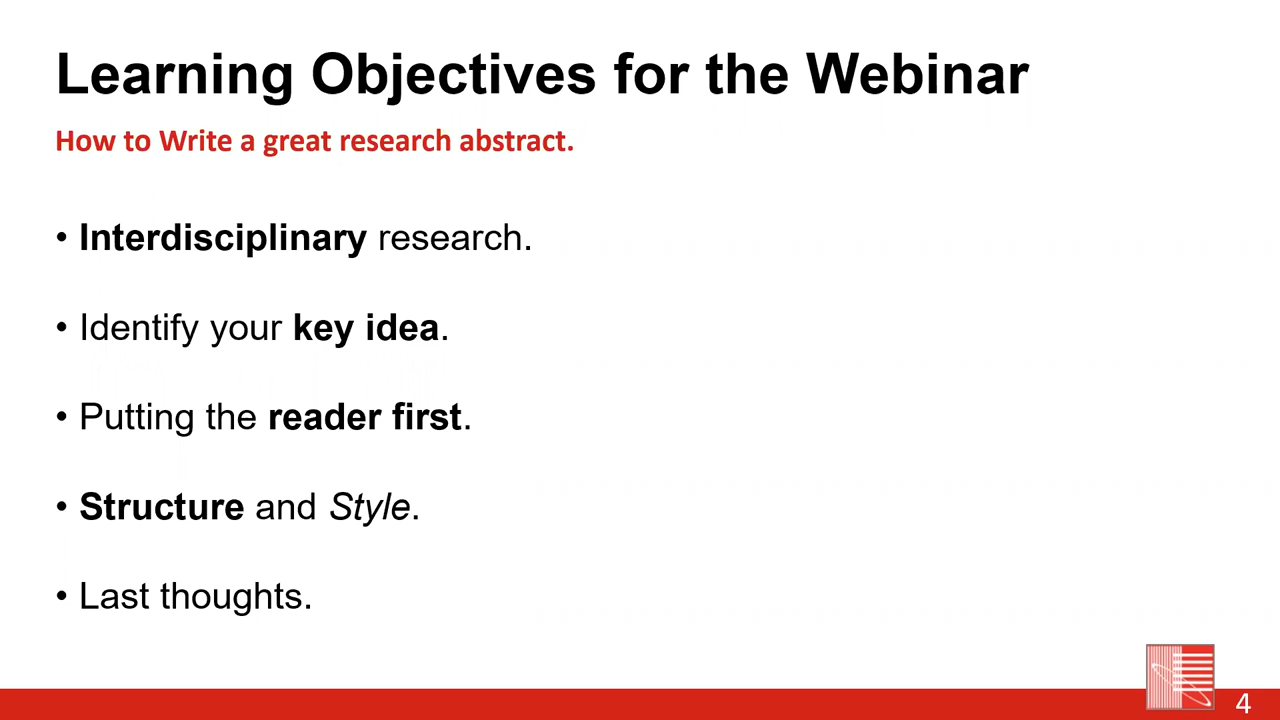 Learning Objectives for the Webinar
How to Write a great research abstract.
• Interdisciplinary research.
• Identify your key idea.
• Putting the reader first.
• Structure and Style.
• Last thoughts.
4